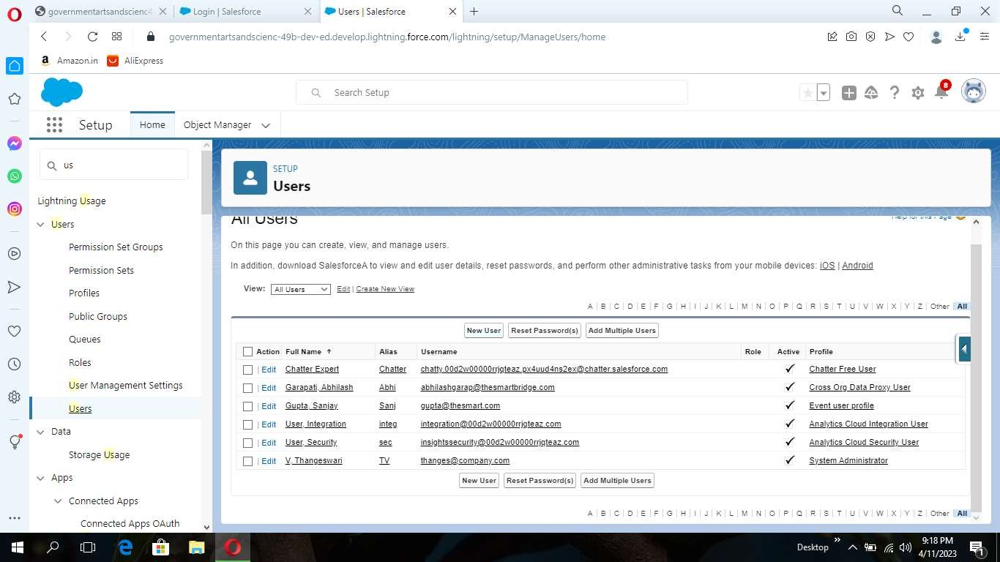 governmentartsandscienc4
Login | Salesforce
Users | Salesforce
governmentartsandscienc-49b-dev-ed.develop.lightning.force.com/lightning/setup/ManageUsers/home
Amazon.in AliExpress
Search Setup
8
Setup Home Object Manager
us
Lightning Usage
Users
Permission Set Groups
Permission Sets
Profiles
Public Groups
Queues
Roles
User Management Settings
Users
Data
Storage Usage
Apps
Connected Apps
Connected Apps OAuth
SETUP
Users
All Users
Help for this Page
On this page you can create, view, and manage users.
In addition, download SalesforceA to view and edit user details, reset passwords, and perform other administrative tasks from your mobile devices: iOS | Android
View: All Users Edit | Create New View
A | B | C | D | E | F | G | H | I | J | K | L | M | N | O | P | Q | R | S | T | U | V | W | X | Y | Z | Other All
New User Reset Password(s) Add Multiple Users
Action Full Name ↑ Alias Username Role Active Profile
| Edit Chatter Expert Chatter chatty.00d2w00000rrjqteaz.px4uud4ns2ex@chatter.salesforce.com ✓ Chatter Free User
| Edit Garapati, Abhilash Abhi abhilashgarap@thesmartbridge.com ✓ Cross Org Data Proxy User
| Edit Gupta, Sanjay Sanj gupta@thesmart.com ✓ Event user profile
| Edit User, Integration integ integration@00d2w00000rrjqteaz.com ✓ Analytics Cloud Integration User
| Edit User, Security sec insightssecurity@00d2w00000rrjqteaz.com ✓ Analytics Cloud Security User
| Edit V, Thangeswari TV thanges@company.com ✓ System Administrator
New User Reset Password(s) Add Multiple Users
A | B | C | D | E | F | G | H | I | J | K | L | M | N | O | P | Q | R | S | T | U | V | W | X | Y | Z | Other All
Desktop
9:18 PM
4/11/2023
1